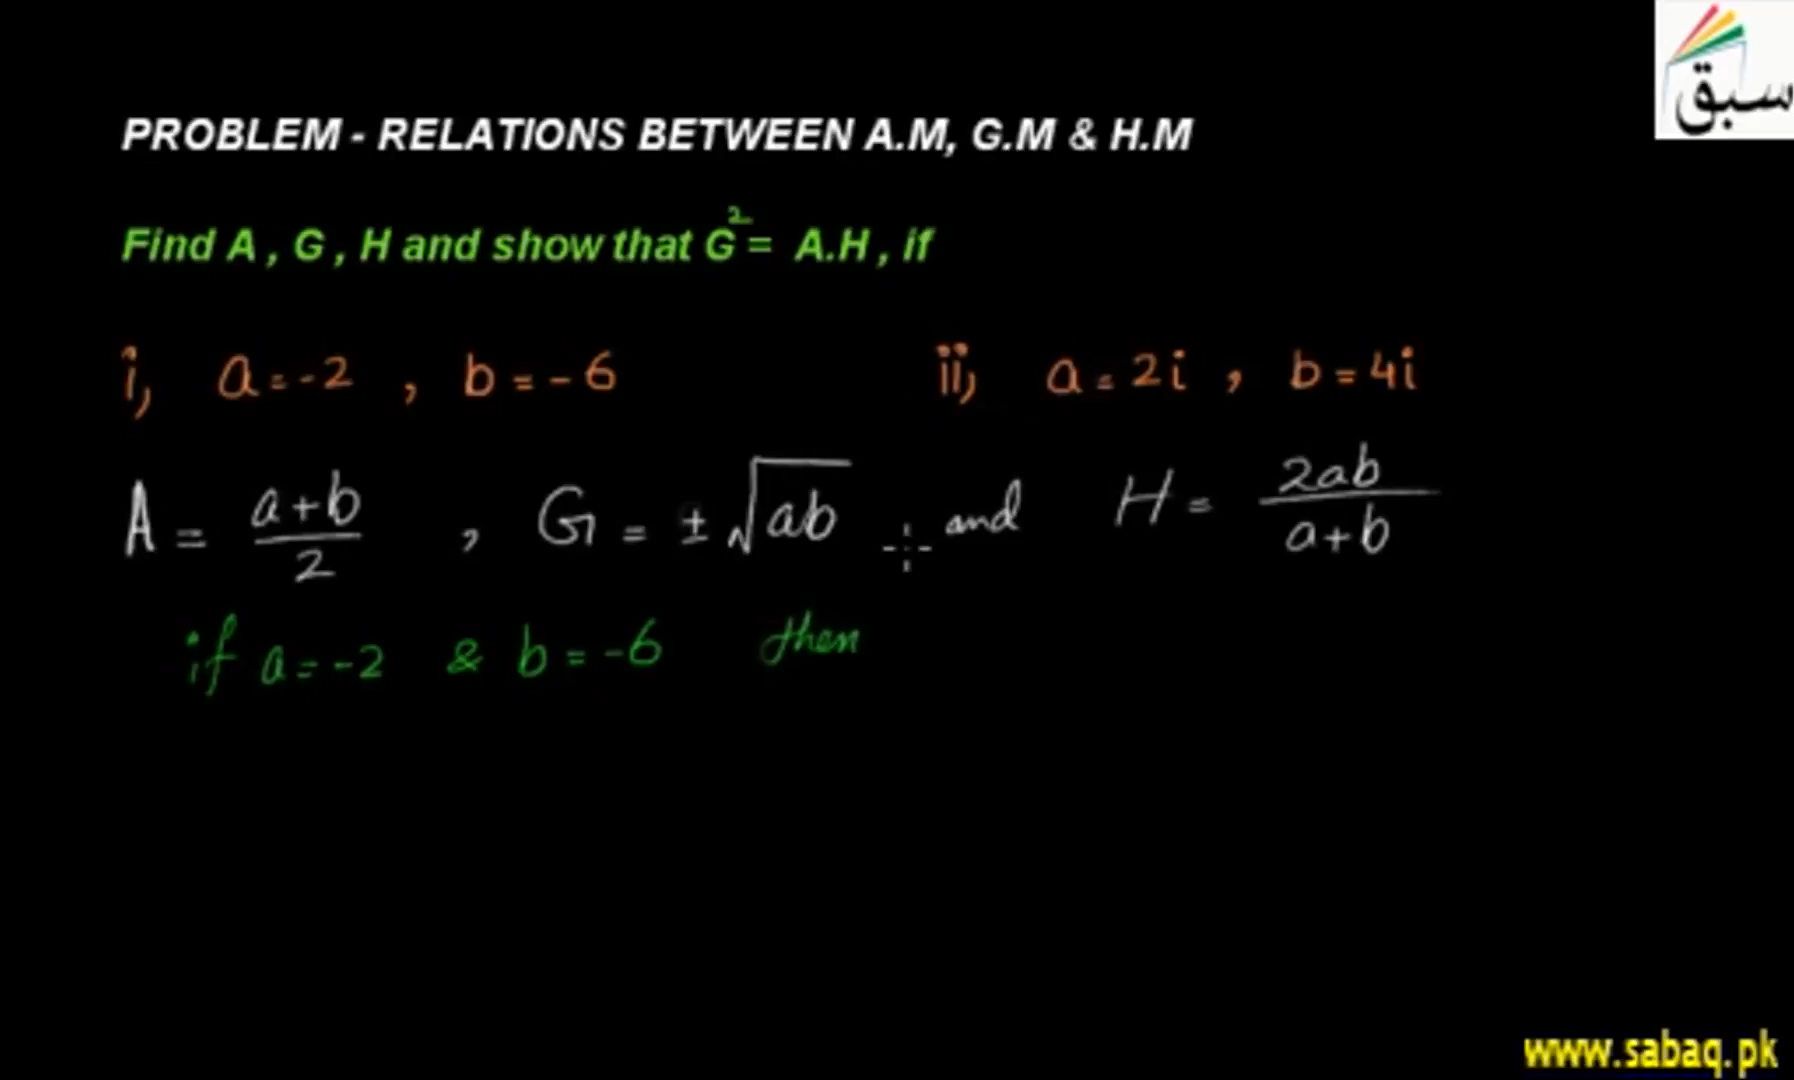 سبق
PROBLEM - RELATIONS BETWEEN A.M, G.M & H.M
Find A , G , H and show that G² = A.H , if
i, a = -2 , b = -6 ii, a = 2i , b = 4i
A = a+b/2 , G = ±√ab and H = 2ab/a+b
if a = -2 & b = -6 then
www.sabaq.pk